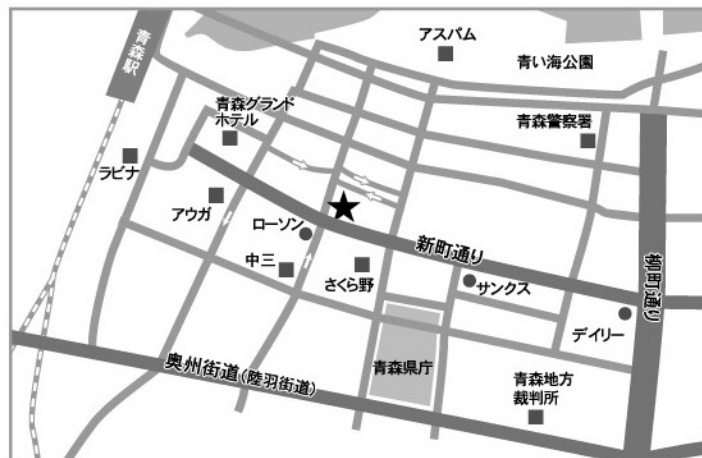 アスパム
青い海公園
青森駅
青森グランド
ホテル
青森警察署
ラビナ
アウガ
ローソン
新町通り
中三
さくら野
サンクス
柳町通り
デイリー
奥州街道(陸羽街道)
青森県庁
青森地方
裁判所